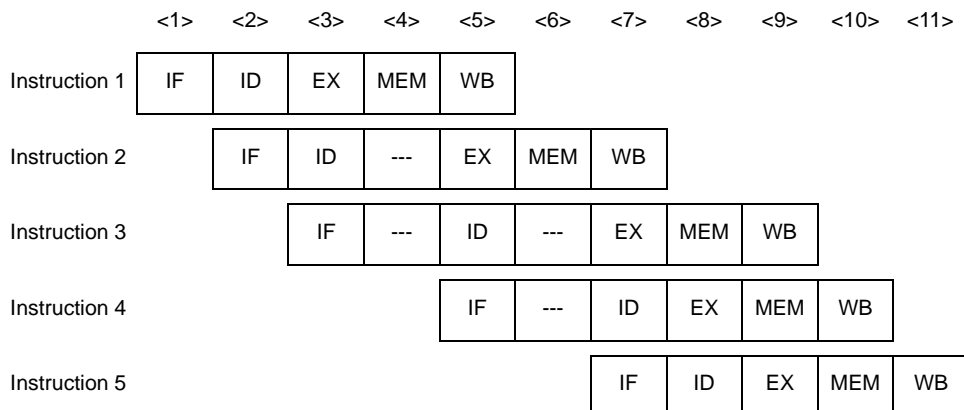 <1> <2> <3> <4> <5> <6> <7> <8> <9> <10> <11>
Instruction 1 IF ID EX MEM WB
Instruction 2 IF ID --- EX MEM WB
Instruction 3 IF --- ID --- EX MEM WB
Instruction 4 IF --- ID EX MEM WB
Instruction 5 IF ID EX MEM WB